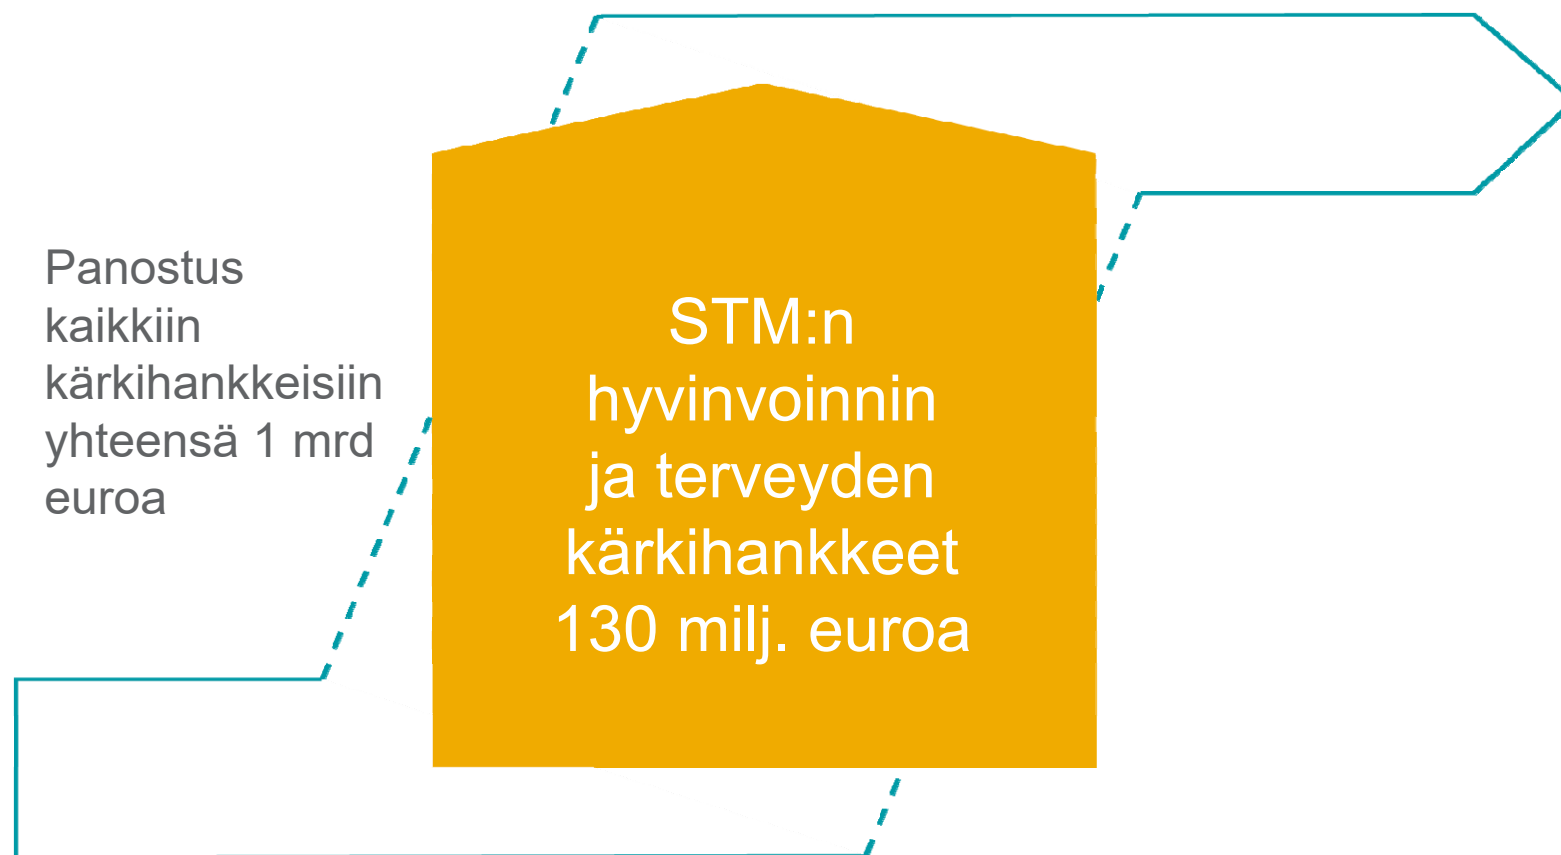 Panostus
kaikkiin
kärkihankkeisiin
yhteensä 1 mrd
euroa
STM:n
hyvinvoinnin
ja terveyden
kärkihankkeet
130 milj. euroa